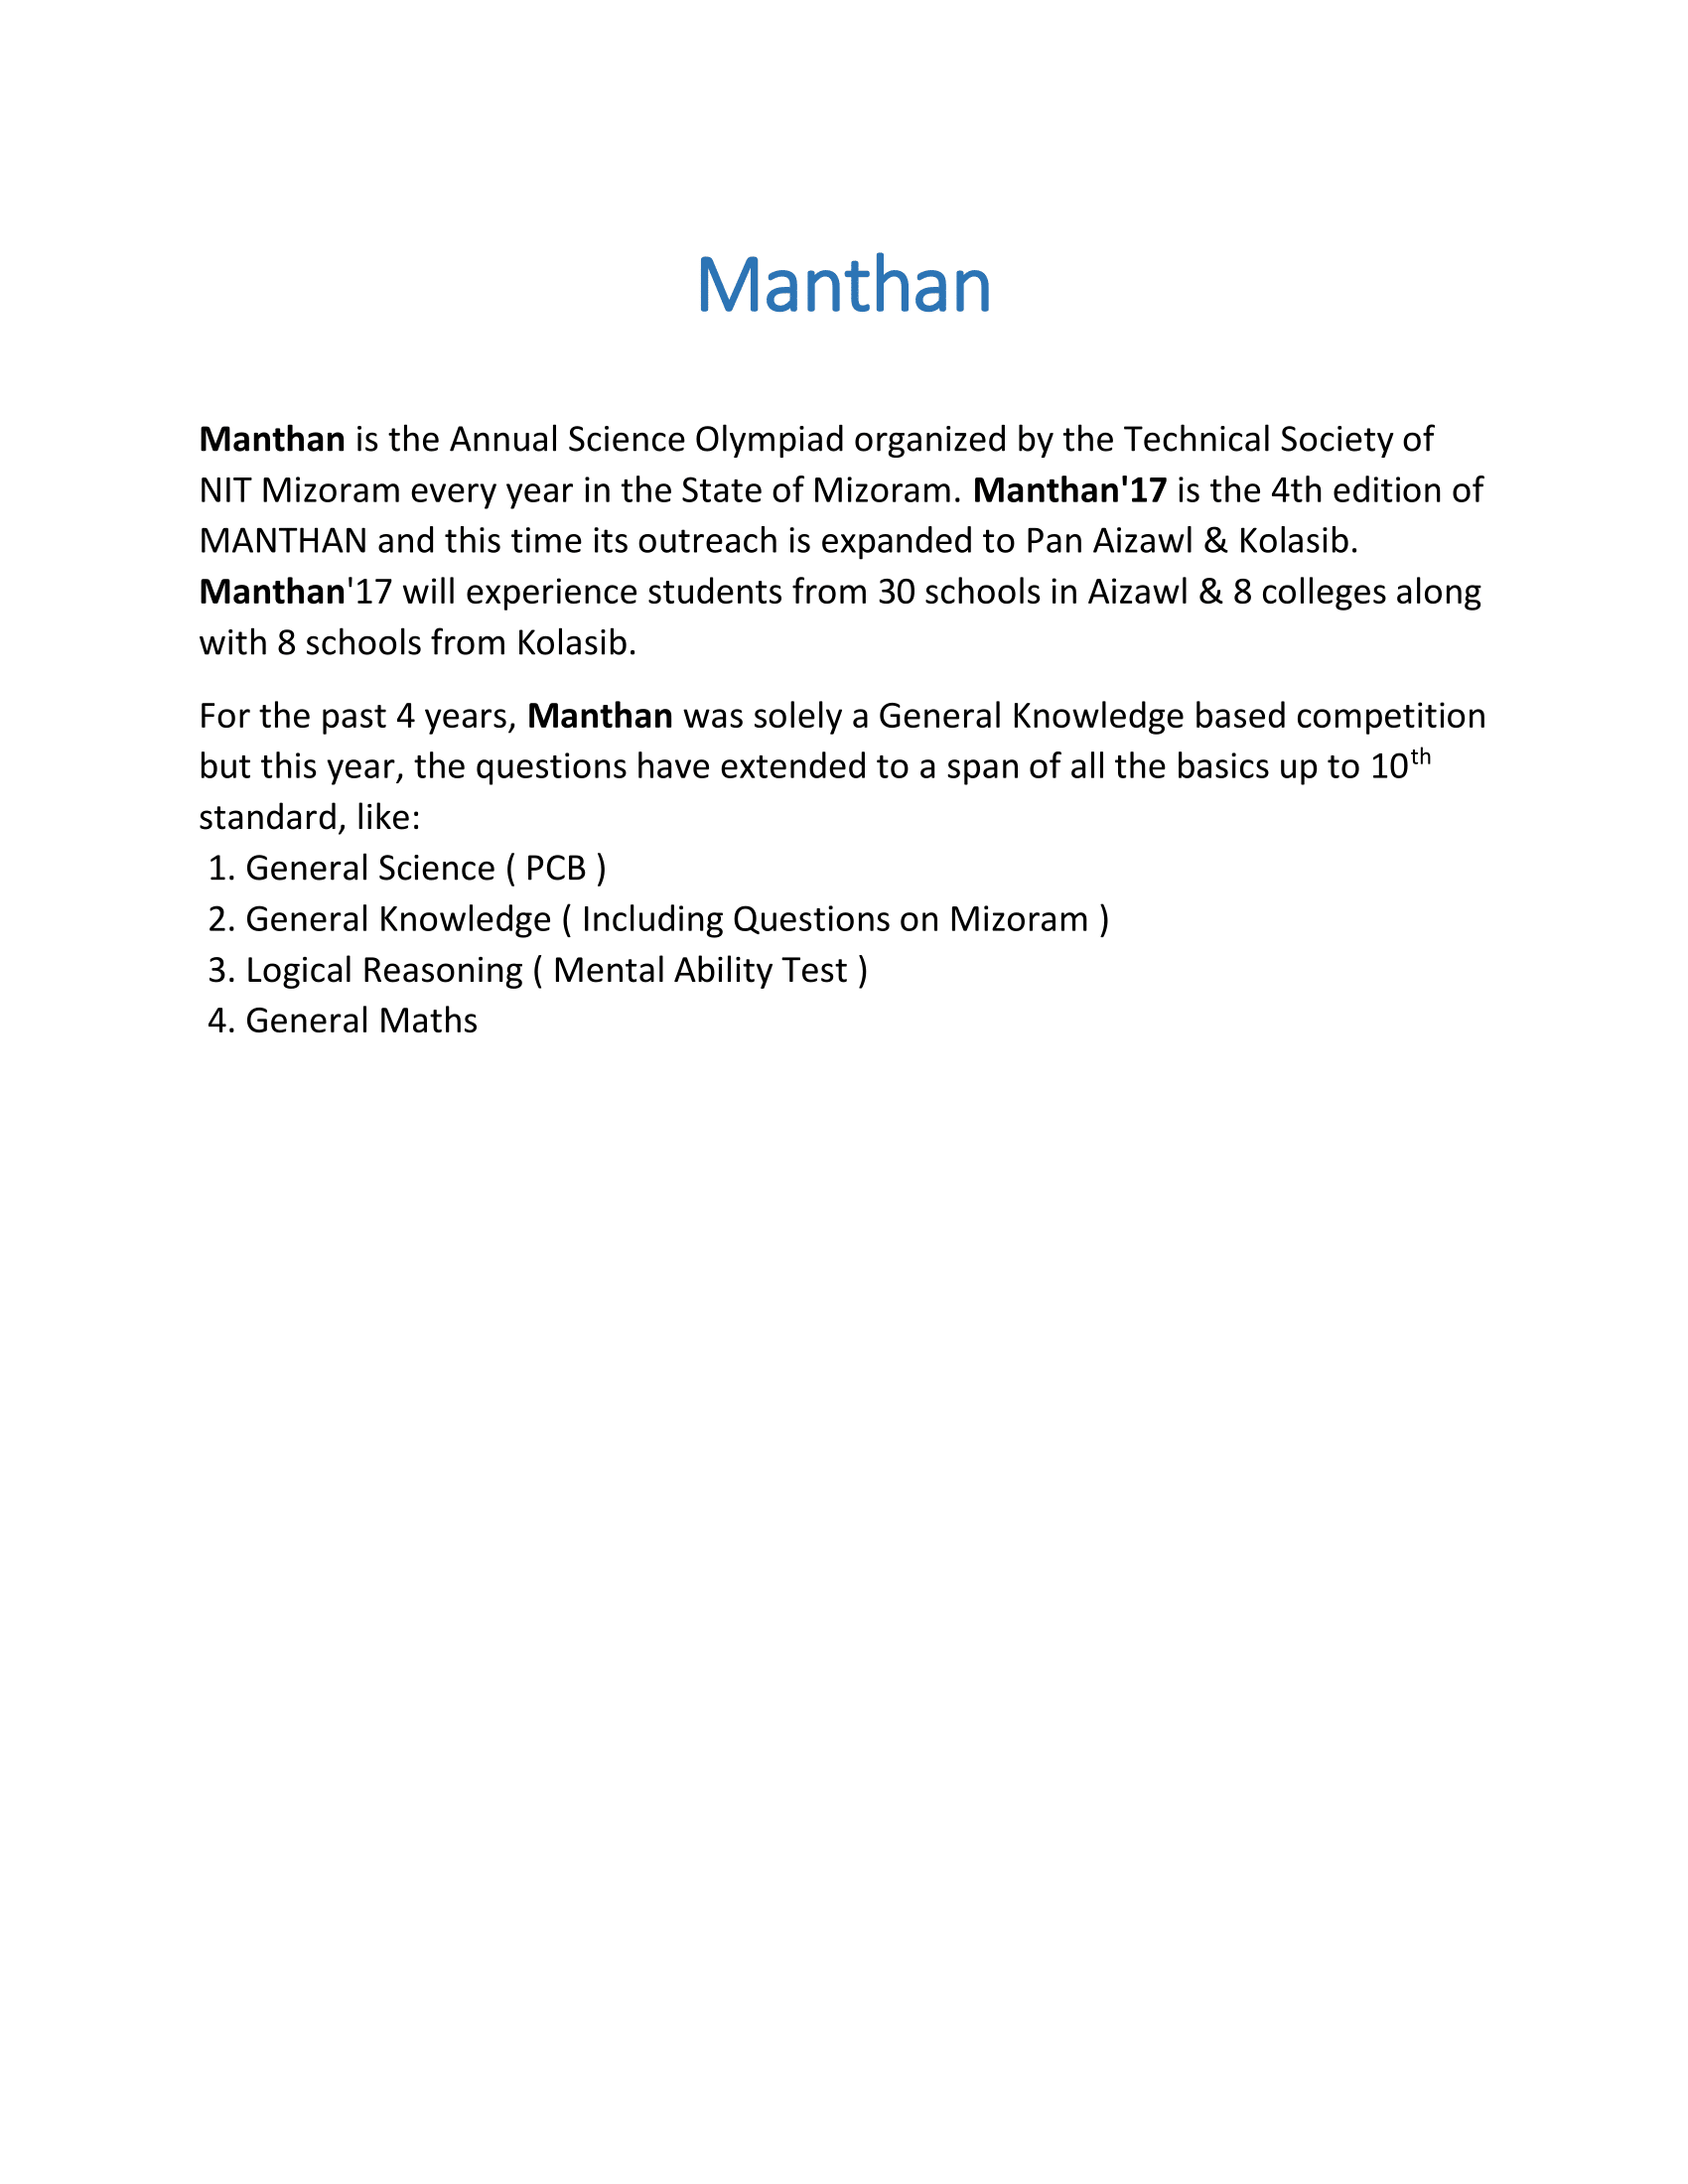 Manthan
Manthan is the Annual Science Olympiad organized by the Technical Society of
NIT Mizoram every year in the State of Mizoram. Manthan'17 is the 4th edition of
MANTHAN and this time its outreach is expanded to Pan Aizawl & Kolasib.
Manthan'17 will experience students from 30 schools in Aizawl & 8 colleges along
with 8 schools from Kolasib.
For the past 4 years, Manthan was solely a General Knowledge based competition
but this year, the questions have extended to a span of all the basics up to 10th
standard, like:
1. General Science ( PCB )
2. General Knowledge ( Including Questions on Mizoram )
3. Logical Reasoning ( Mental Ability Test )
4. General Maths